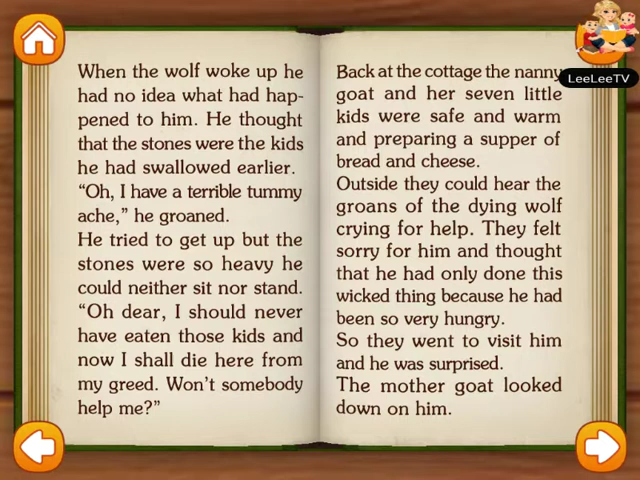 When the wolf woke up he
had no idea what had hap-
pened to him. He thought
that the stones were the kids
he had swallowed earlier.
“Oh, I have a terrible tummy
ache,” he groaned.
He tried to get up but the
stones were so heavy he
could neither sit nor stand.
“Oh dear, I should never
have eaten those kids and
now I shall die here from
my greed. Won’t somebody
help me?”
Back at the cottage the nanny
goat and her seven little
kids were safe and warm
and preparing a supper of
bread and cheese.
Outside they could hear the
groans of the dying wolf
crying for help. They felt
sorry for him and thought
that he had only done this
wicked thing because he had
been so very hungry.
So they went to visit him
and he was surprised.
The mother goat looked
down on him.
LeeLeeTV